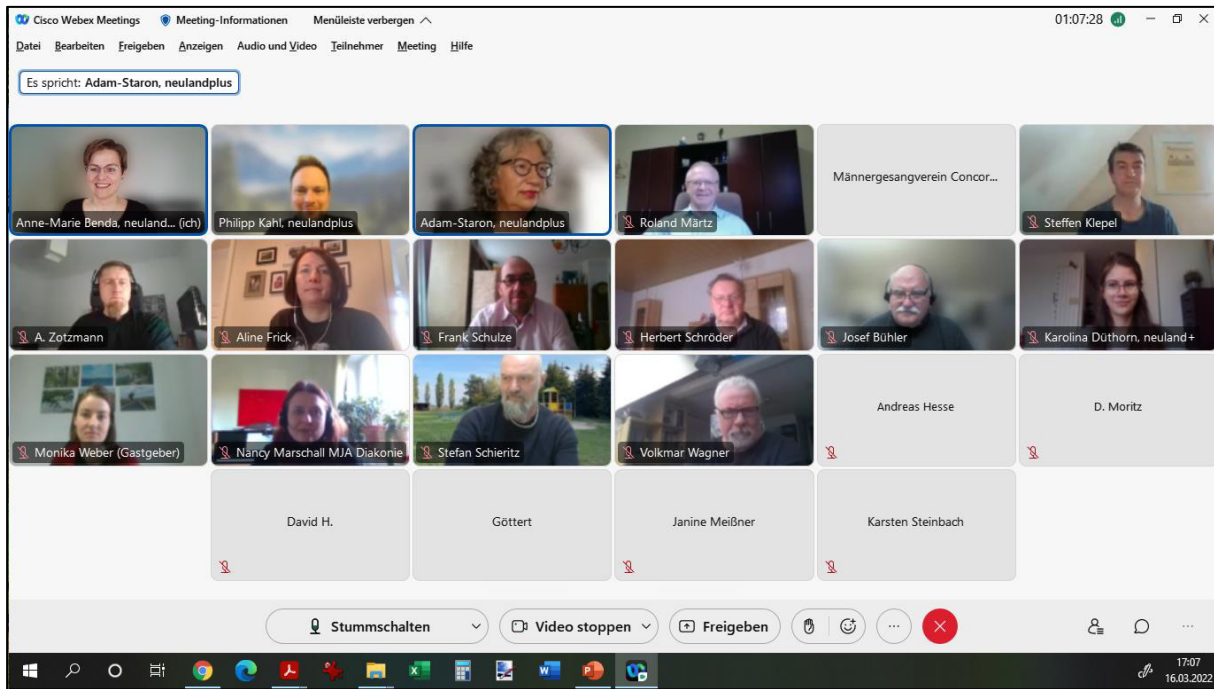 Cisco Webex Meetings Meeting-Informationen Menüleiste verbergen 01:07:28
Datei Bearbeiten Freigeben Anzeigen Audio und Video Teilnehmer Meeting Hilfe
Es spricht: Adam-Staron, neulandplus
Anne-Marie Benda, neuland... (ich) Philipp Kahl, neulandplus Adam-Staron, neulandplus Roland Märtz Männergesangverein Concor... Steffen Klepel
A. Zotzmann Aline Frick Frank Schulze Herbert Schröder Josef Bühler Karolina Düthorn, neuland+
Monika Weber (Gastgeber) Nancy Marschall MJA Diakonie Stefan Schieritz Volkmar Wagner Andreas Hesse D. Moritz
David H. Göttert Janine Meißner Karsten Steinbach
Stummschalten Video stoppen Freigeben
17:07
16.03.2022